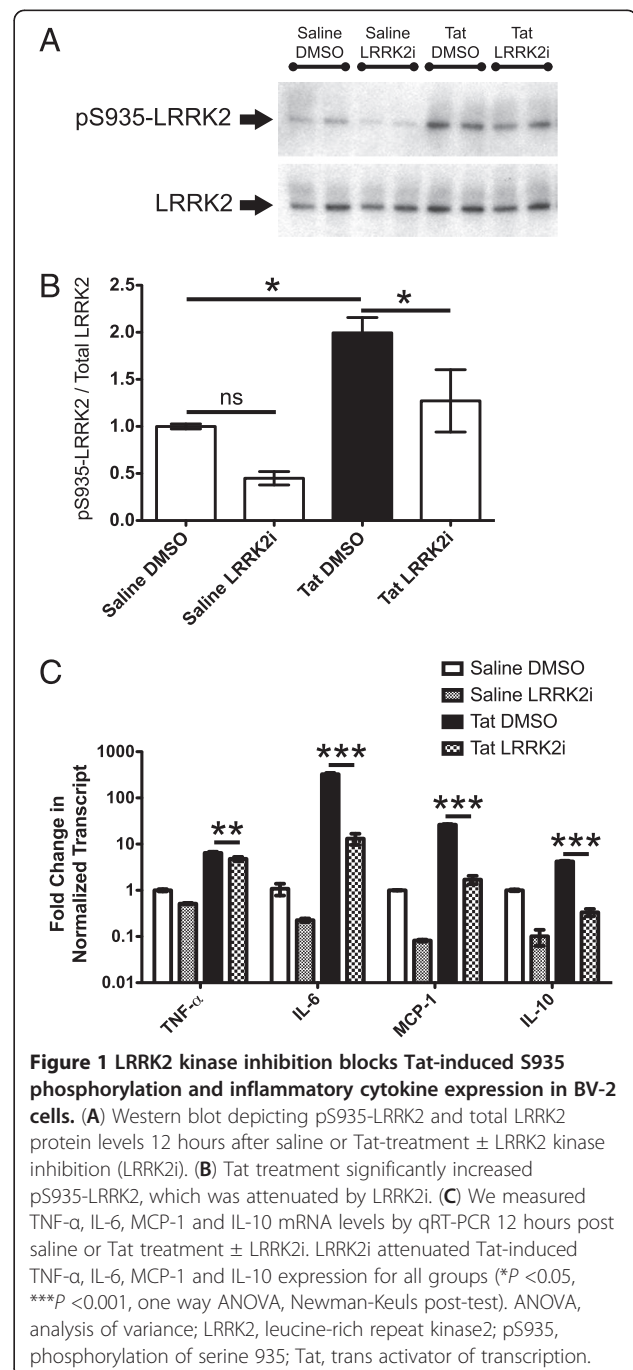 A
Saline DMSO
Saline LRRK2i
Tat DMSO
Tat LRRK2i
pS935-LRRK2
LRRK2
B
pS935-LRRK2 / Total LRRK2
2.5
2.0
1.5
1.0
0.5
0.0
ns
*
*
Saline DMSO
Saline LRRK2i
Tat DMSO
Tat LRRK2i
C
Saline DMSO
Saline LRRK2i
Tat DMSO
Tat LRRK2i
Fold Change in
Normalized Transcript
1000
100
10
1
0.1
0.01
**
***
***
***
TNF-α
IL-6
MCP-1
IL-10
Figure 1 LRRK2 kinase inhibition blocks Tat-induced S935
phosphorylation and inflammatory cytokine expression in BV-2
cells. (A) Western blot depicting pS935-LRRK2 and total LRRK2
protein levels 12 hours after saline or Tat-treatment ± LRRK2 kinase
inhibition (LRRK2i). (B) Tat treatment significantly increased
pS935-LRRK2, which was attenuated by LRRK2i. (C) We measured
TNF-α, IL-6, MCP-1 and IL-10 mRNA levels by qRT-PCR 12 hours post
saline or Tat treatment ± LRRK2i. LRRK2i attenuated Tat-induced
TNF-α, IL-6, MCP-1 and IL-10 expression for all groups (*P <0.05,
***P <0.001, one way ANOVA, Newman-Keuls post-test). ANOVA,
analysis of variance; LRRK2, leucine-rich repeat kinase2; pS935,
phosphorylation of serine 935; Tat, trans activator of transcription.